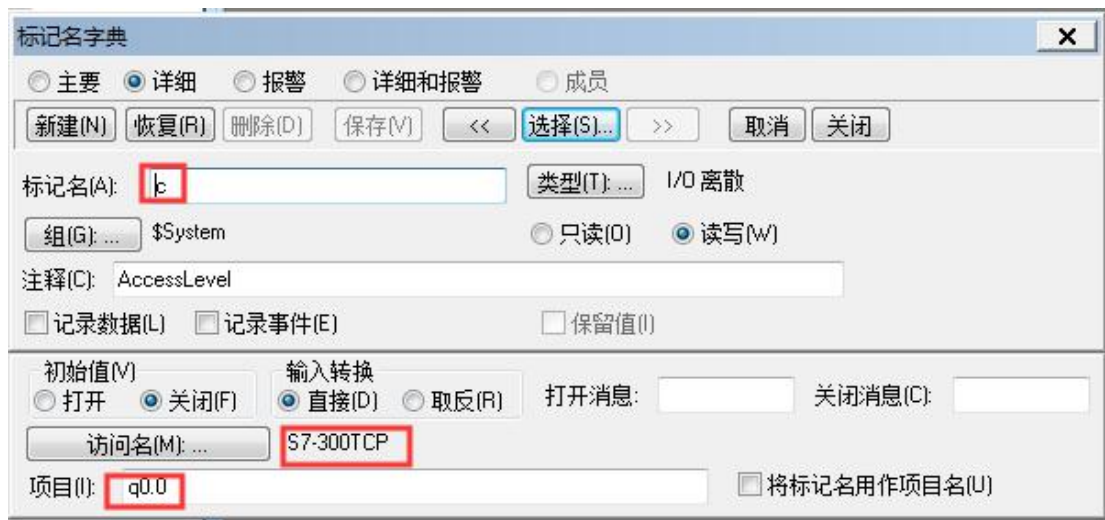 标记名字典
主要 详细 报警 详细和报警 成员
新建(N) 恢复(R) 删除(D) 保存(V) << 选择(S)... >> 取消 关闭
标记名(A): c 类型(T): ... I/O 离散
组(G): ... $System 只读(O) 读写(W)
注释(C): AccessLevel
记录数据(L) 记录事件(E) 保留值(I)
初始值(V) 输入转换
打开 关闭(F) 直接(D) 取反(R) 打开消息: 关闭消息(C):
访问名(M): ... S7-300TCP
项目(I): q0.0 将标记名用作项目名(U)